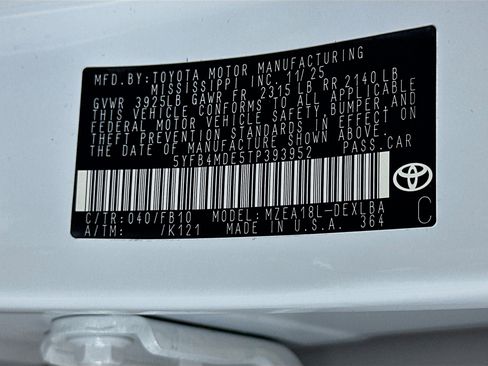 MFD.BY:TOYOTA MOTOR MANUFACTURING
MISSISSIPPI INC. 11/25
GVWR 3925LB GAWR FR 2315 LB RR 2140LB
THIS VEHICLE CONFORMS TO ALL APPLICABLE
FEDERAL MOTOR VEHICLE SAFETY, BUMPER,AND
THEFT PREVENTION STANDARDS IN EFFECT ON
THE DATE OF MANUFACTURE SHOWN ABOVE.
5YFB4MDE5TP393952 PASS.CAR
C/TR:040/FB10 MODEL:MZEA18L-DEXLBA
A/TM: /K121 MADE IN U.S.A. 364
C